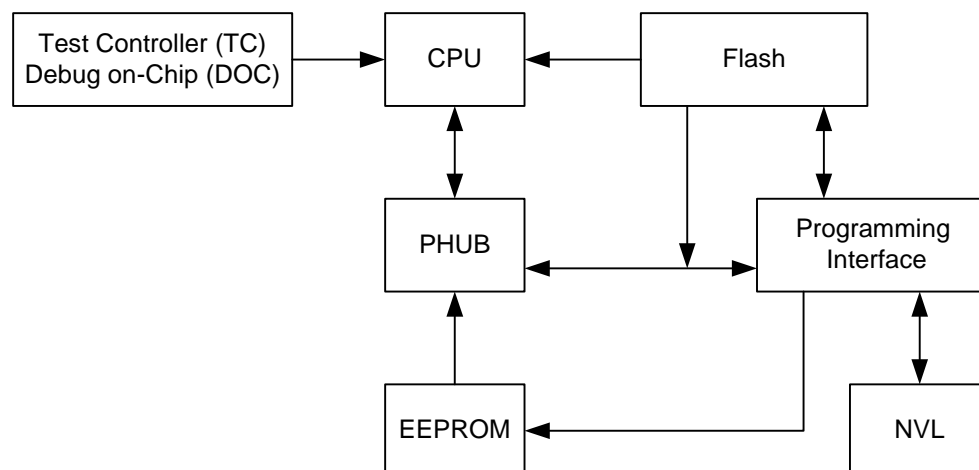 Test Controller (TC)
Debug on-Chip (DOC)
CPU
Flash
PHUB
Programming
Interface
EEPROM
NVL